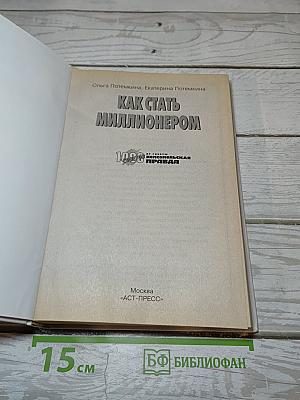 Ольга Потемкина, Екатерина Потемкина
КАК СТАТЬ
МИЛЛИОНЕРОМ
КОМСОМОЛЬСКАЯ
ПРАВДА
Москва
«АСТ-ПРЕСС»
15 см
БФ БИБЛИОФАН